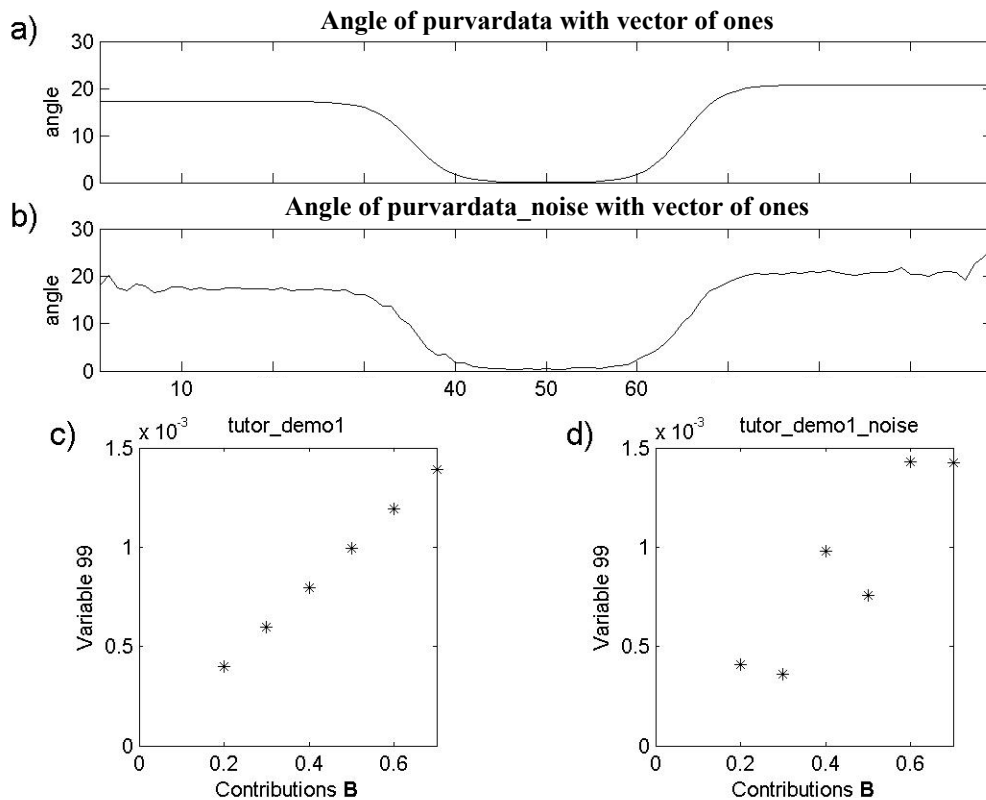 a)
Angle of purvardata with vector of ones
30
20
10
0
angle
b)
Angle of purvardata_noise with vector of ones
30
20
10
0
angle
10 40 50 60
c)
x 10-3
tutor_demo1
1.5
1
0.5
0
Variable 99
0 0.2 0.4 0.6
Contributions B
d)
x 10-3
tutor_demo1_noise
1.5
1
0.5
0
Variable 99
0 0.2 0.4 0.6
Contributions B